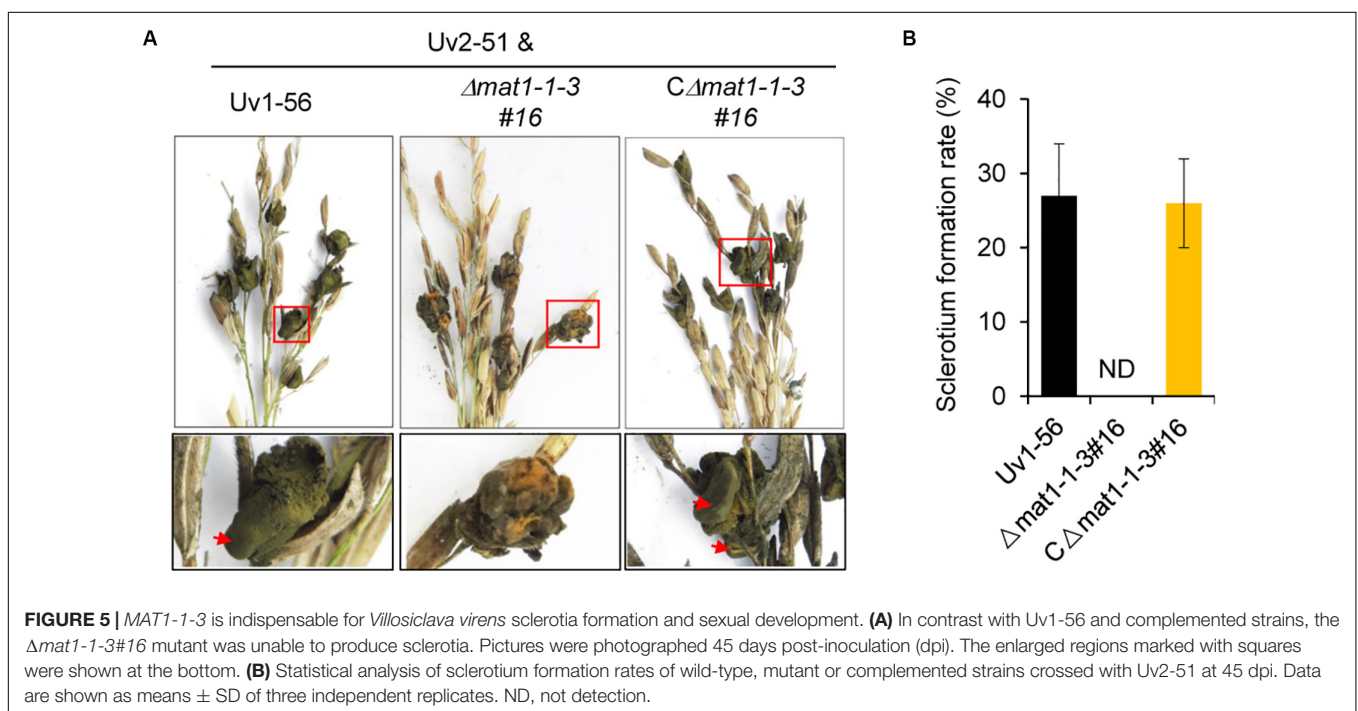 A
Uv2-51 &
Uv1-56
Δmat1-1-3
#16
CΔmat1-1-3
#16
B
Sclerotium formation rate (%)
40
30
20
10
0
ND
Uv1-56
△mat1-1-3#16
C△mat1-1-3#16
FIGURE 5 | MAT1-1-3 is indispensable for Villosiclava virens sclerotia formation and sexual development. (A) In contrast with Uv1-56 and complemented strains, the
Δmat1-1-3#16 mutant was unable to produce sclerotia. Pictures were photographed 45 days post-inoculation (dpi). The enlarged regions marked with squares
were shown at the bottom. (B) Statistical analysis of sclerotium formation rates of wild-type, mutant or complemented strains crossed with Uv2-51 at 45 dpi. Data
are shown as means ± SD of three independent replicates. ND, not detection.